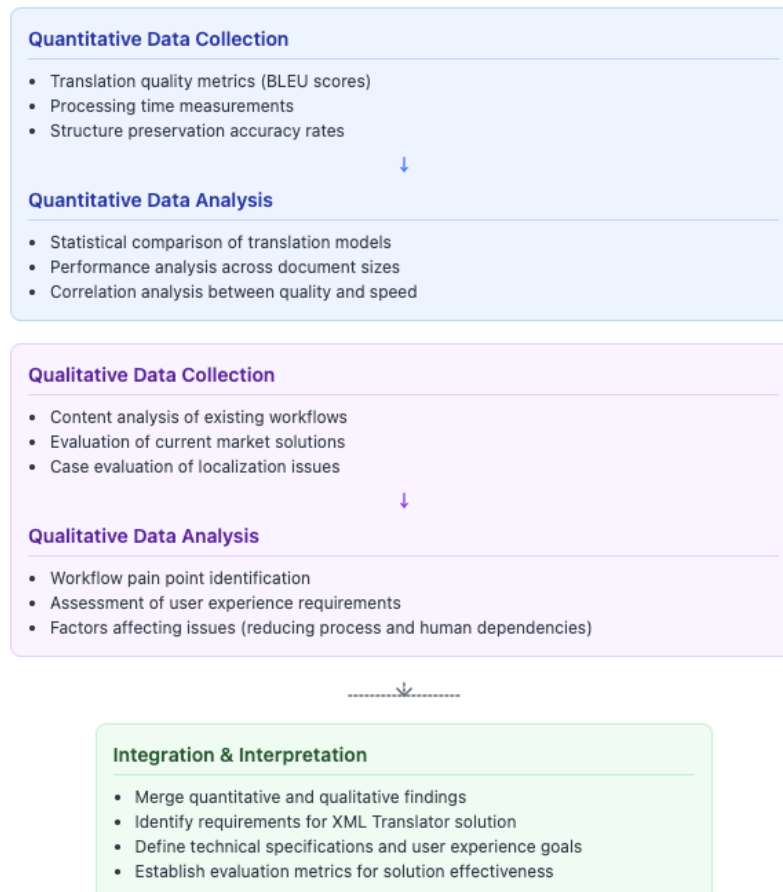 Quantitative Data Collection
• Translation quality metrics (BLEU scores)
• Processing time measurements
• Structure preservation accuracy rates
↓
Quantitative Data Analysis
• Statistical comparison of translation models
• Performance analysis across document sizes
• Correlation analysis between quality and speed
Qualitative Data Collection
• Content analysis of existing workflows
• Evaluation of current market solutions
• Case evaluation of localization issues
↓
Qualitative Data Analysis
• Workflow pain point identification
• Assessment of user experience requirements
• Factors affecting issues (reducing process and human dependencies)
Integration & Interpretation
• Merge quantitative and qualitative findings
• Identify requirements for XML Translator solution
• Define technical specifications and user experience goals
• Establish evaluation metrics for solution effectiveness